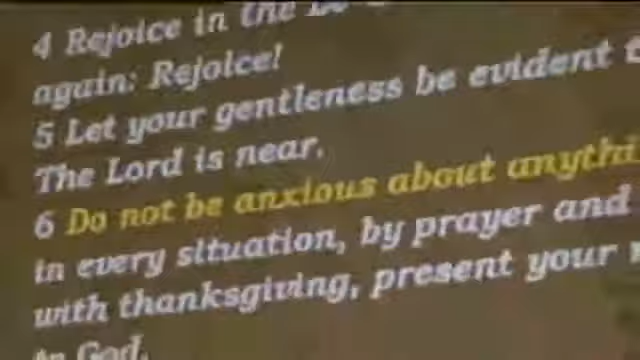 4 Rejoice in the
again: Rejoice!
5 Let your gentleness be evident
The Lord is near.
6 Do not be anxious about
in every situation, by prayer and
with thanksgiving, present your
to God.